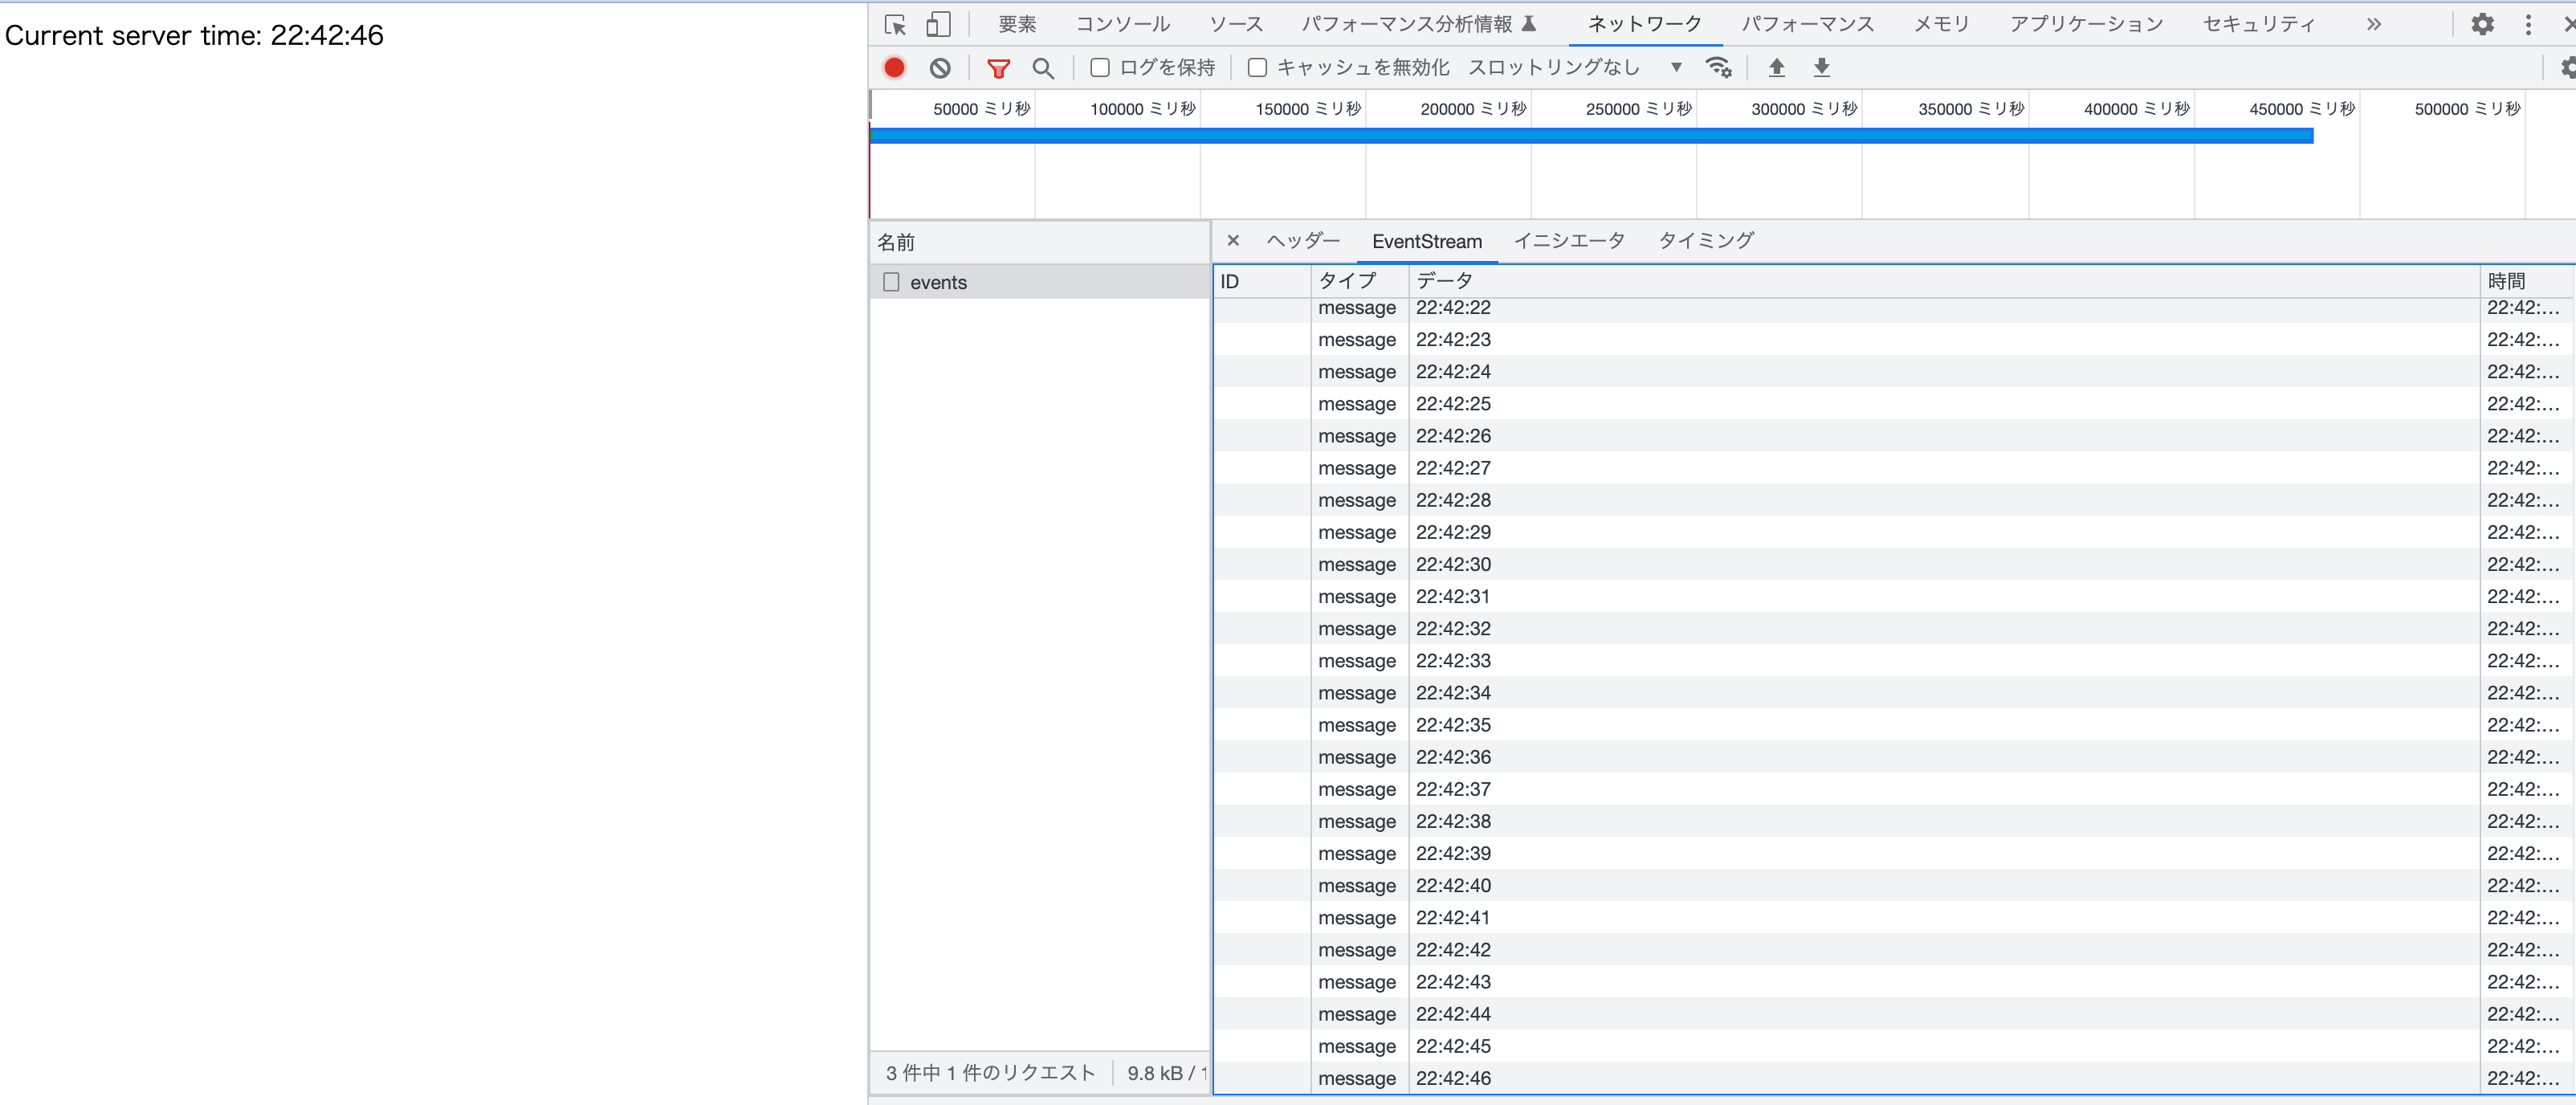 Current server time: 22:42:46
要素 コンソール ソース パフォーマンス分析情報 ネットワーク パフォーマンス メモリ アプリケーション セキュリティ
ログを保持 キャッシュを無効化 スロットリングなし
50000 ミリ秒 100000 ミリ秒 150000 ミリ秒 200000 ミリ秒 250000 ミリ秒 300000 ミリ秒 350000 ミリ秒 400000 ミリ秒 450000 ミリ秒 500000 ミリ秒
名前
events
3 件中 1 件のリクエスト 9.8 kB / 1
× ヘッダー EventStream イニシエータ タイミング
ID タイプ データ 時間
message 22:42:22 22:42:…
message 22:42:23 22:42:…
message 22:42:24 22:42:…
message 22:42:25 22:42:…
message 22:42:26 22:42:…
message 22:42:27 22:42:…
message 22:42:28 22:42:…
message 22:42:29 22:42:…
message 22:42:30 22:42:…
message 22:42:31 22:42:…
message 22:42:32 22:42:…
message 22:42:33 22:42:…
message 22:42:34 22:42:…
message 22:42:35 22:42:…
message 22:42:36 22:42:…
message 22:42:37 22:42:…
message 22:42:38 22:42:…
message 22:42:39 22:42:…
message 22:42:40 22:42:…
message 22:42:41 22:42:…
message 22:42:42 22:42:…
message 22:42:43 22:42:…
message 22:42:44 22:42:…
message 22:42:45 22:42:…
message 22:42:46 22:42:…